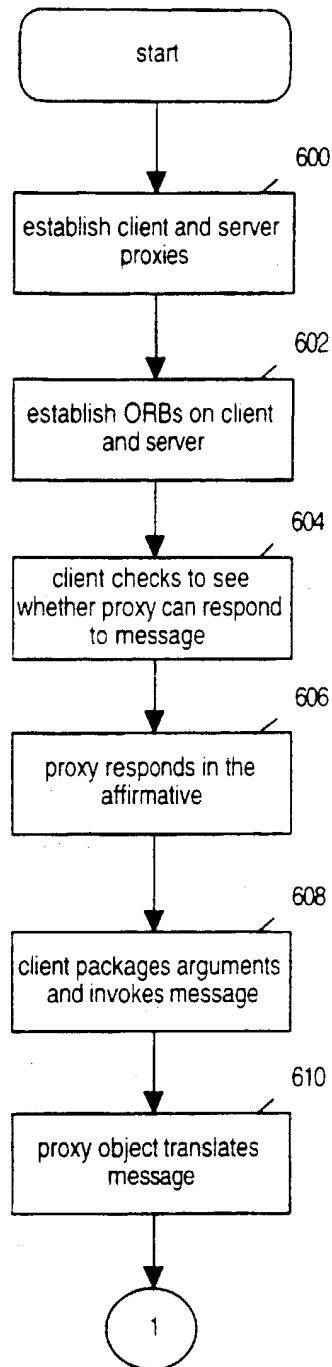 start
600
establish client and server
proxies
602
establish ORBs on client
and server
604
client checks to see
whether proxy can respond
to message
606
proxy responds in the
affirmative
608
client packages arguments
and invokes message
610
proxy object translates
message
1